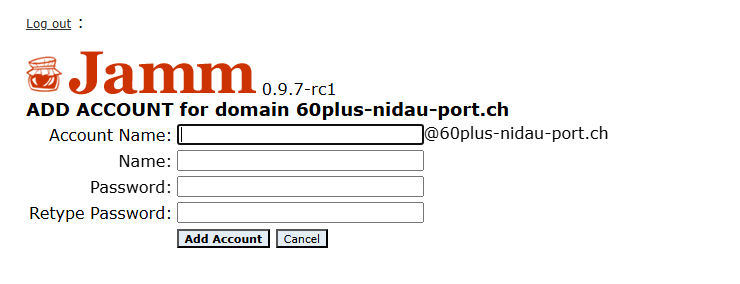 Log out :
Jamm 0.9.7-rc1
ADD ACCOUNT for domain 60plus-nidau-port.ch
Account Name: @60plus-nidau-port.ch
Name:
Password:
Retype Password:
Add Account Cancel